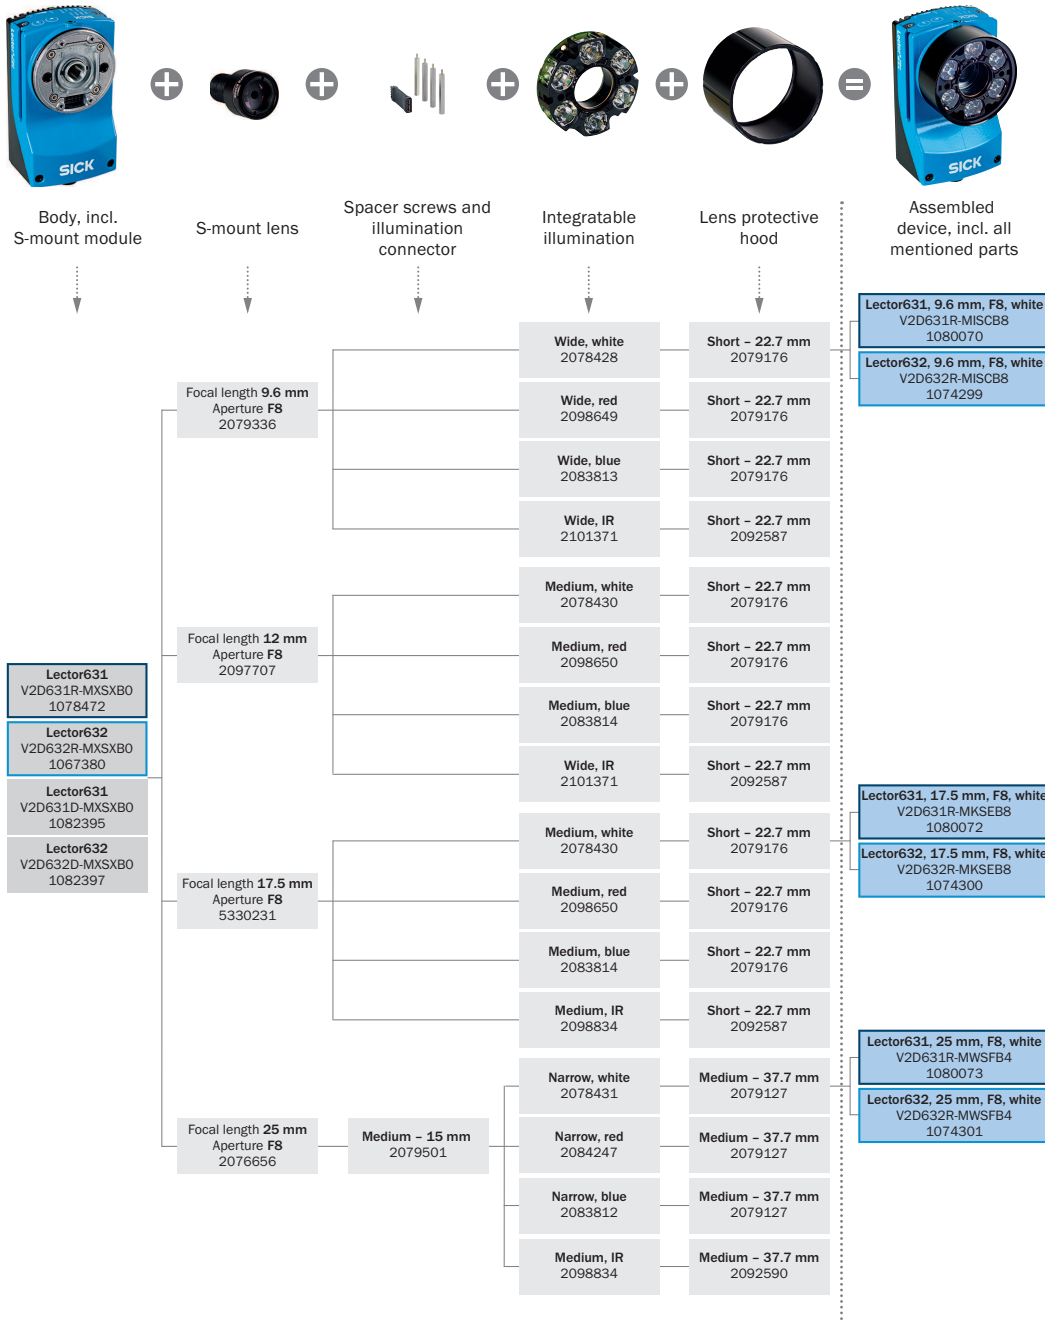 SICK
SICK
Body, incl.
S-mount module
S-mount lens
Spacer screws and
illumination
connector
Integratable
illumination
Lens protective
hood
Assembled
device, incl. all
mentioned parts
Lector631
V2D631R-MXSXB0
1078472
Lector632
V2D632R-MXSXB0
1067380
Lector631
V2D631D-MXSXB0
1082395
Lector632
V2D632D-MXSXB0
1082397
Focal length 9.6 mm
Aperture F8
2079336
Wide, white
2078428
Short – 22.7 mm
2079176
Lector631, 9.6 mm, F8, white
V2D631R-MISCB8
1080070
Lector632, 9.6 mm, F8, white
V2D632R-MISCB8
1074299
Wide, red
2098649
Short – 22.7 mm
2079176
Wide, blue
2083813
Short – 22.7 mm
2079176
Wide, IR
2101371
Short – 22.7 mm
2092587
Focal length 12 mm
Aperture F8
2097707
Medium, white
2078430
Short – 22.7 mm
2079176
Medium, red
2098650
Short – 22.7 mm
2079176
Medium, blue
2083814
Short – 22.7 mm
2079176
Wide, IR
2101371
Short – 22.7 mm
2092587
Focal length 17.5 mm
Aperture F8
5330231
Medium, white
2078430
Short – 22.7 mm
2079176
Lector631, 17.5 mm, F8, white
V2D631R-MKSEB8
1080072
Lector632, 17.5 mm, F8, white
V2D632R-MKSEB8
1074300
Medium, red
2098650
Short – 22.7 mm
2079176
Medium, blue
2083814
Short – 22.7 mm
2079176
Medium, IR
2098834
Short – 22.7 mm
2092587
Focal length 25 mm
Aperture F8
2076656
Medium – 15 mm
2079501
Narrow, white
2078431
Medium – 37.7 mm
2079127
Lector631, 25 mm, F8, white
V2D631R-MWSFB4
1080073
Lector632, 25 mm, F8, white
V2D632R-MWSFB4
1074301
Narrow, red
2084247
Medium – 37.7 mm
2079127
Narrow, blue
2083812
Medium – 37.7 mm
2079127
Medium, IR
2098834
Medium – 37.7 mm
2092590